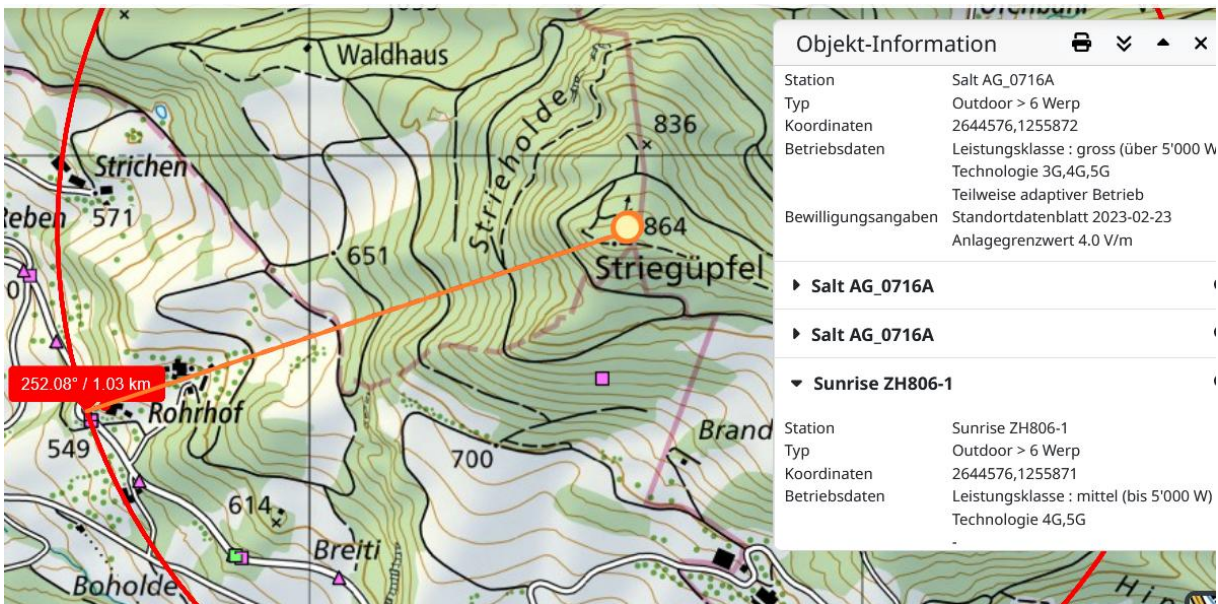 Waldhaus
836
Strieholde
Strichen
Reben 571
864
651
Striegüpfel
252.08° / 1.03 km
Rohrhof
549
Brand
700
614
Breiti
Boholde
Objekt-Information
Station Salt AG_0716A
Typ Outdoor > 6 Werp
Koordinaten 2644576,1255872
Betriebsdaten Leistungsklasse : gross (über 5'000 W
Technologie 3G,4G,5G
Teilweise adaptiver Betrieb
Bewilligungsangaben Standortdatenblatt 2023-02-23
Anlagegrenzwert 4.0 V/m
Salt AG_0716A
Salt AG_0716A
Sunrise ZH806-1
Station Sunrise ZH806-1
Typ Outdoor > 6 Werp
Koordinaten 2644576,1255871
Betriebsdaten Leistungsklasse : mittel (bis 5'000 W)
Technologie 4G,5G
-